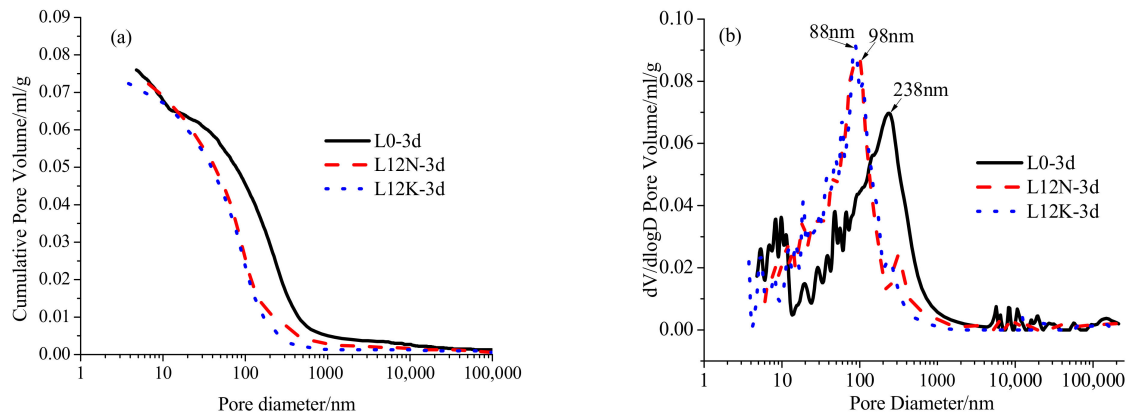 (a)
Cumulative Pore Volume/ml/g
0.09
0.08
0.07
0.06
0.05
0.04
0.03
0.02
0.01
0.00
L0-3d
L12N-3d
L12K-3d
1
10
100
1000
10,000
100,000
Pore diameter/nm
(b)
dV/dlogD Pore Volume/ml/g
0.10
0.08
0.06
0.04
0.02
0.00
88nm
98nm
238nm
L0-3d
L12N-3d
L12K-3d
1
10
100
1000
10,000
100,000
Pore Diameter/nm